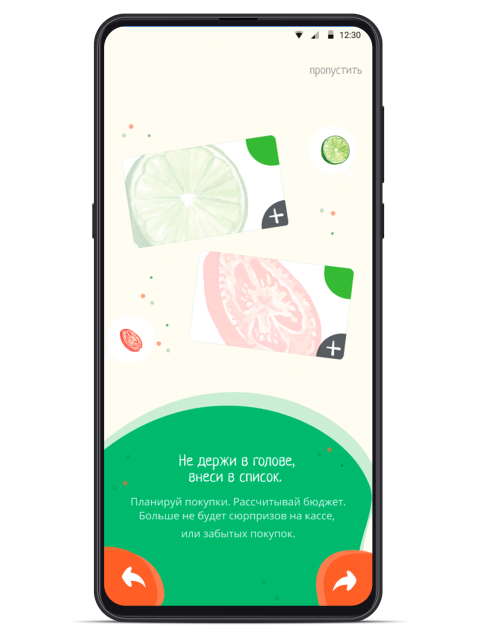 12:30
пропустить
Не держи в голове,
внеси в список.
Планируй покупки. Рассчитывай бюджет.
Больше не будет сюрпризов на кассе,
или забытых покупок.